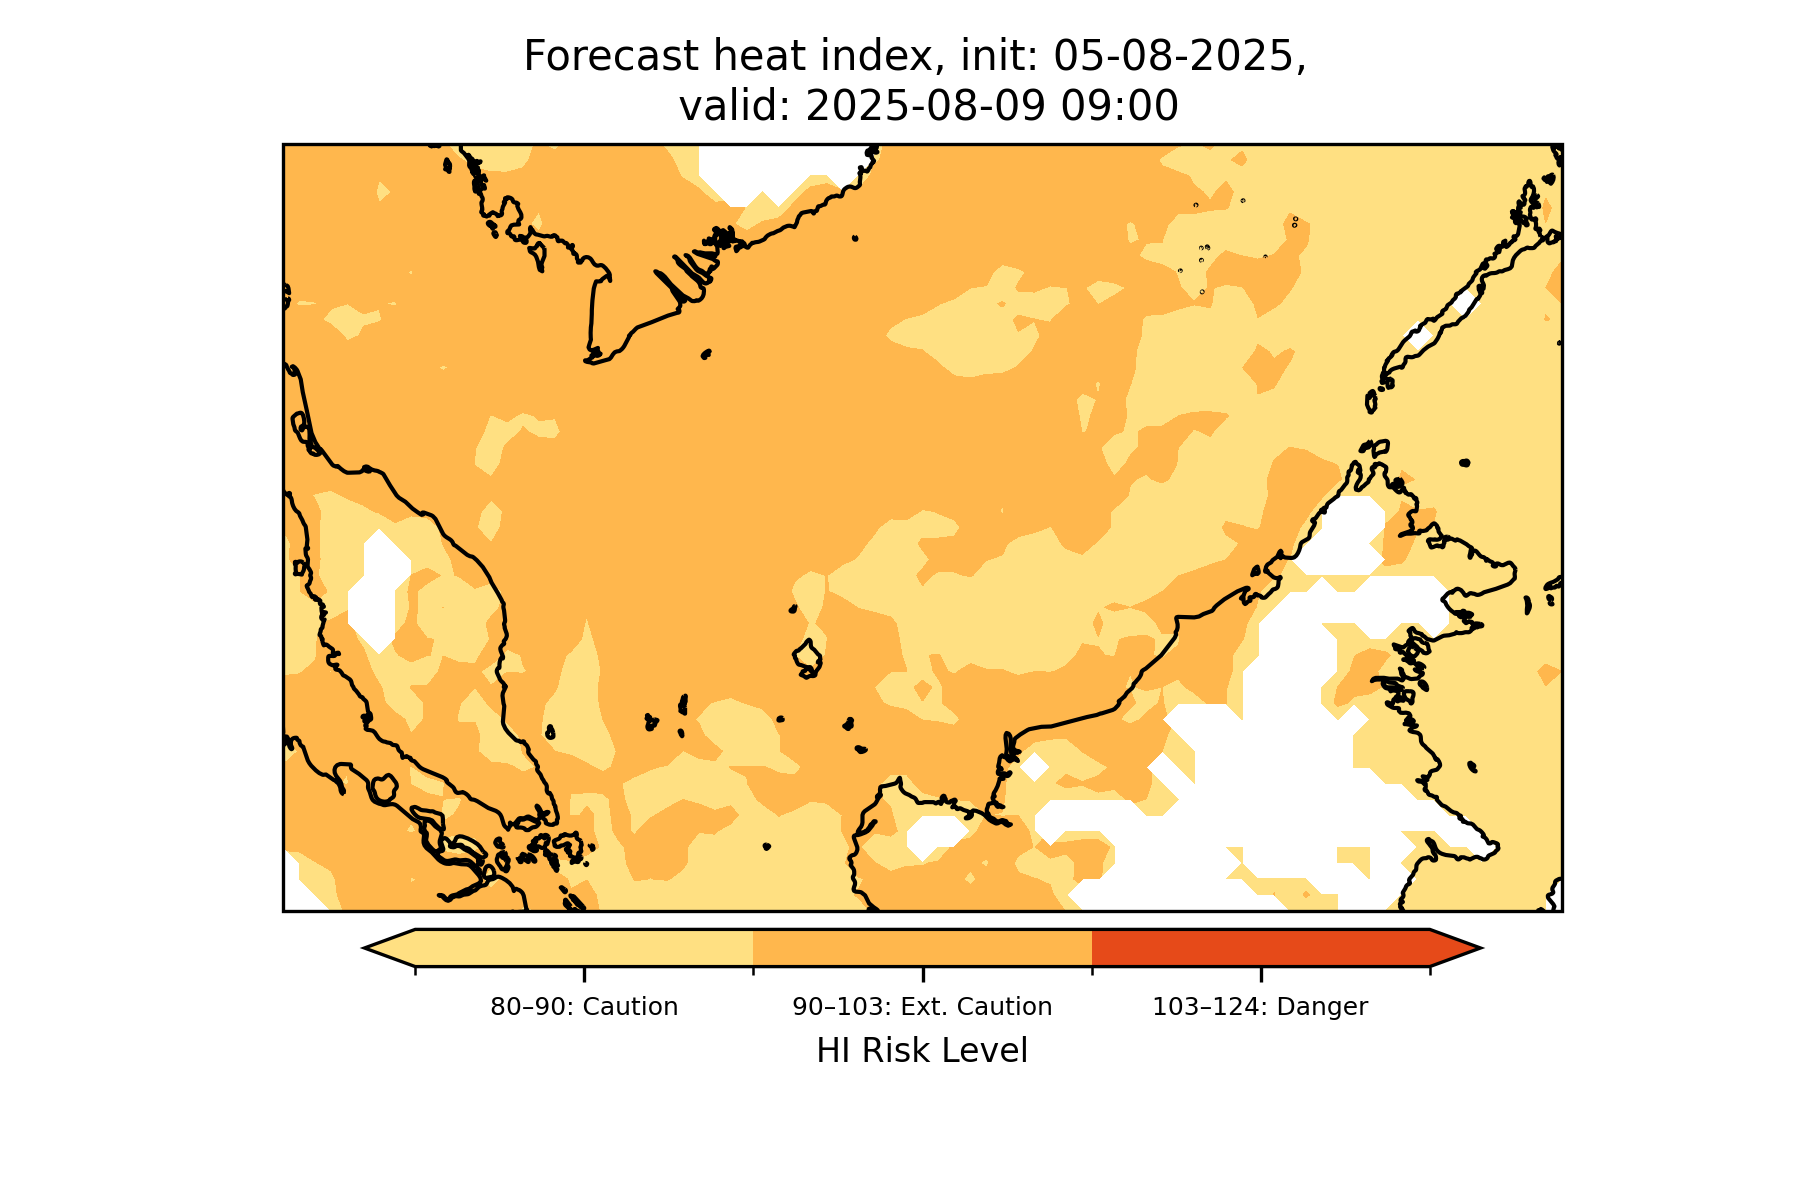 Forecast heat index, init: 05-08-2025,
valid: 2025-08-09 09:00
80–90: Caution
90–103: Ext. Caution
103–124: Danger
HI Risk Level